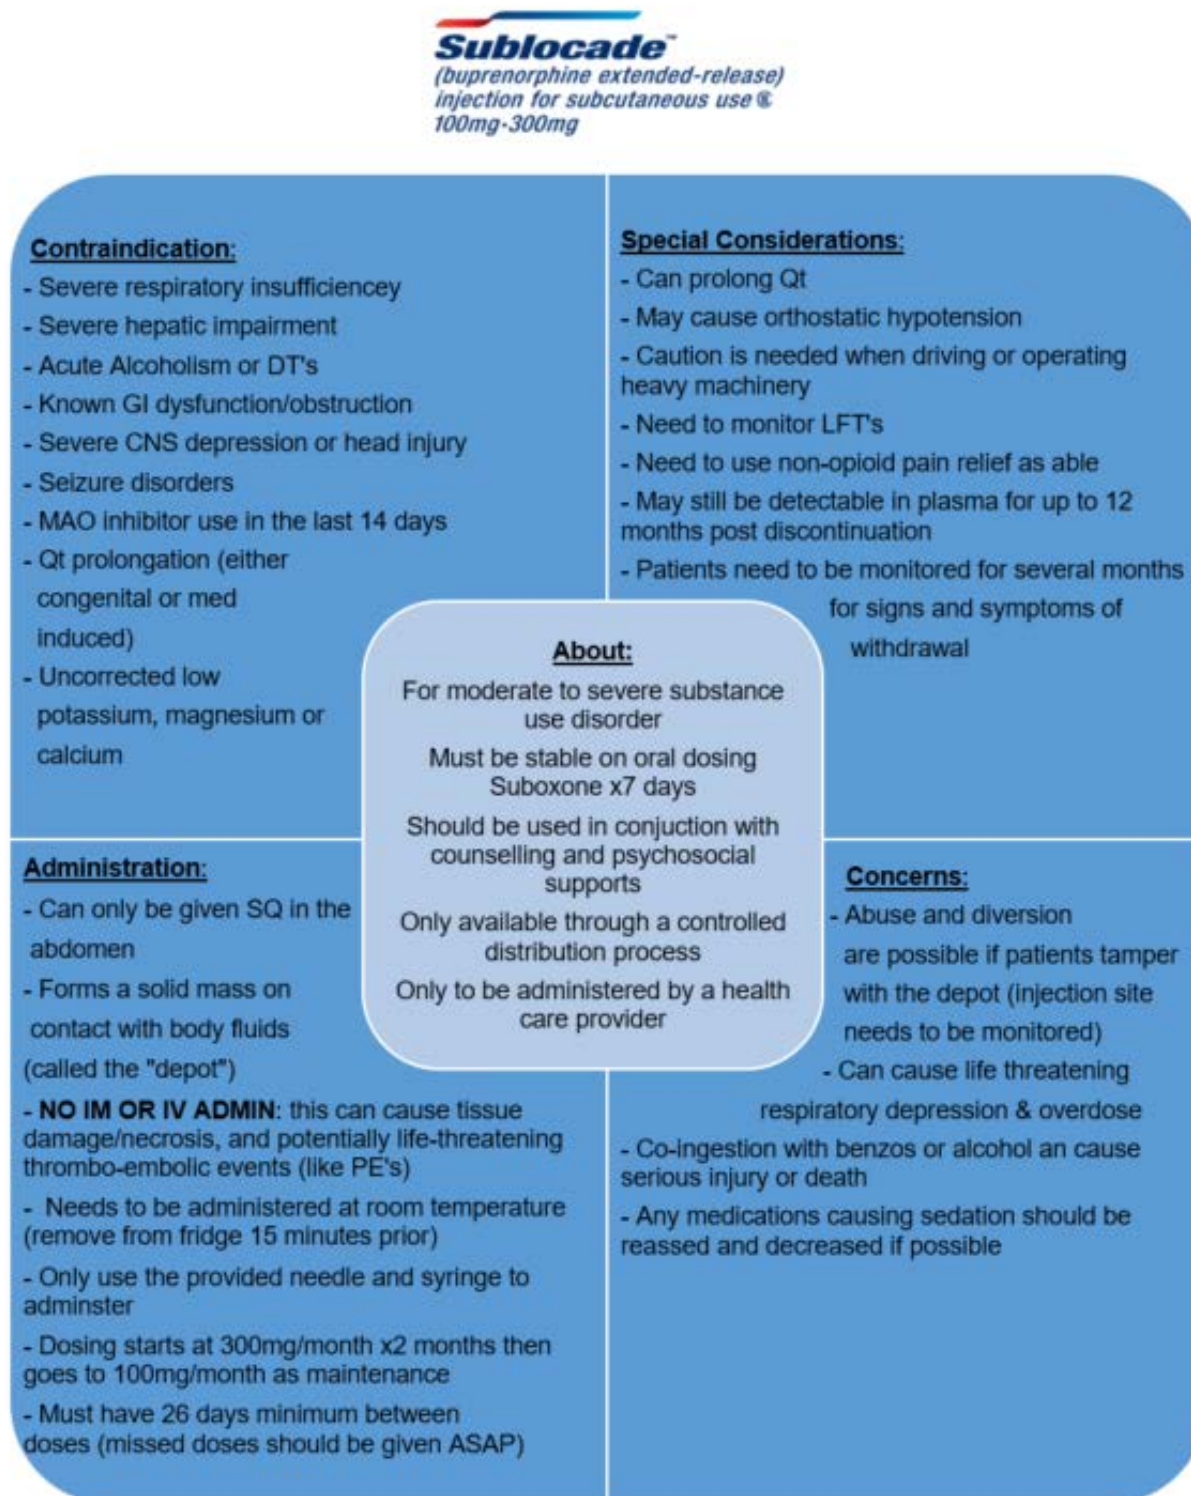 Sublocade™
(buprenorphine extended-release)
injection for subcutaneous use
100mg-300mg
Contraindication:
- Severe respiratory insufficiencey
- Severe hepatic impairment
- Acute Alcoholism or DT's
- Known GI dysfunction/obstruction
- Severe CNS depression or head injury
- Seizure disorders
- MAO inhibitor use in the last 14 days
- Qt prolongation (either
congenital or med
induced)
- Uncorrected low
potassium, magnesium or
calcium
Special Considerations:
- Can prolong Qt
- May cause orthostatic hypotension
- Caution is needed when driving or operating
heavy machinery
- Need to monitor LFT's
- Need to use non-opioid pain relief as able
- May still be detectable in plasma for up to 12
months post discontinuation
- Patients need to be monitored for several months
for signs and symptoms of
withdrawal
About:
For moderate to severe substance
use disorder
Must be stable on oral dosing
Suboxone x7 days
Should be used in conjuction with
counselling and psychosocial
supports
Only available through a controlled
distribution process
Only to be administered by a health
care provider
Administration:
- Can only be given SQ in the
abdomen
- Forms a solid mass on
contact with body fluids
(called the "depot")
- NO IM OR IV ADMIN: this can cause tissue
damage/necrosis, and potentially life-threatening
thrombo-embolic events (like PE's)
- Needs to be administered at room temperature
(remove from fridge 15 minutes prior)
- Only use the provided needle and syringe to
adminster
- Dosing starts at 300mg/month x2 months then
goes to 100mg/month as maintenance
- Must have 26 days minimum between
doses (missed doses should be given ASAP)
Concerns:
- Abuse and diversion
are possible if patients tamper
with the depot (injection site
needs to be monitored)
- Can cause life threatening
respiratory depression & overdose
- Co-ingestion with benzos or alcohol an cause
serious injury or death
- Any medications causing sedation should be
reassed and decreased if possible